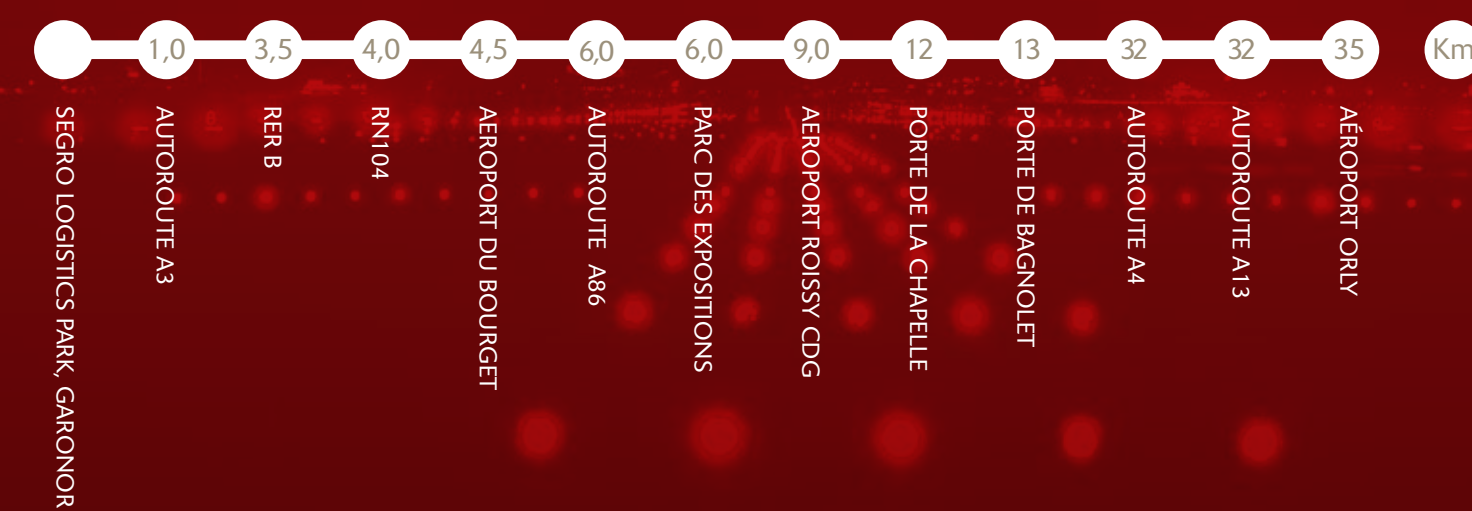 1,0 3,5 4,0 4,5 6,0 6,0 9,0 12 13 32 32 35 Km
SEGRO LOGISTICS PARK, GARONOR
AUTOROUTE A3
RER B
RN104
AEROPORT DU BOURGET
AUTOROUTE A86
PARC DES EXPOSITIONS
AEROPORT ROISSY CDG
PORTE DE LA CHAPELLE
PORTE DE BAGNOLET
AUTOROUTE A4
AUTOROUTE A13
AÉROPORT ORLY